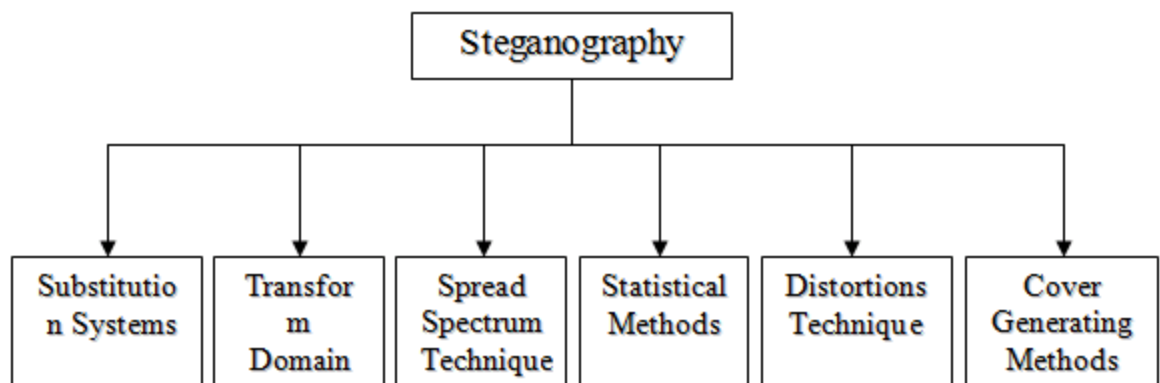 Steganography
Substitutio
n Systems
Transfor
m
Domain
Spread
Spectrum
Technique
Statistical
Methods
Distortions
Technique
Cover
Generating
Methods